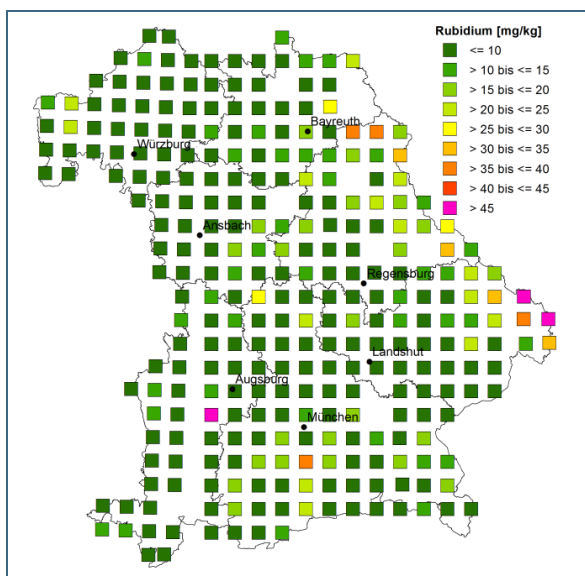 Rubidium [mg/kg]
<= 10
> 10 bis <= 15
> 15 bis <= 20
> 20 bis <= 25
> 25 bis <= 30
> 30 bis <= 35
> 35 bis <= 40
> 40 bis <= 45
> 45
Bayreuth
Würzburg
Ansbach
Regensburg
Landshut
Augsburg
München